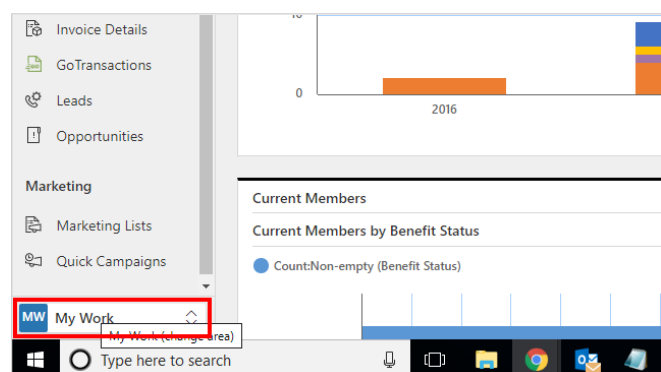 Invoice Details
GoTransactions
Leads
Opportunities
Marketing
Marketing Lists
Quick Campaigns
MW My Work
My Work (change area)
Type here to search
10
0
2016
Current Members
Current Members by Benefit Status
Count:Non-empty (Benefit Status)